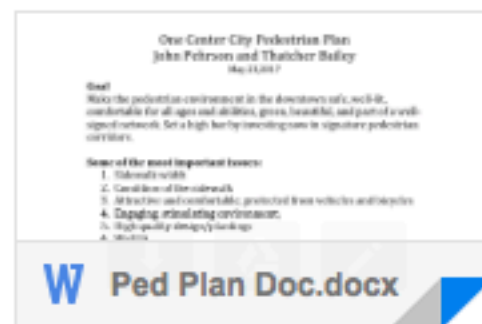 One Center City Pedestrian Plan
John Pehrson and Thatcher Bailey
May 23, 2017
Goal
Make the pedestrian environment in the downtown safe, well-lit,
comfortable for all ages and abilities, green, beautiful, and part of a well-
signed network. Set a high bar by investing now in signature pedestrian
corridors.
Some of the most important issues:
1. Sidewalk width
2. Condition of the sidewalk
3. Attractive and comfortable, protected from vehicles and bicycles
4. Engaging, stimulating environment.
5. High quality design/plantings
6.
W Ped Plan Doc.docx